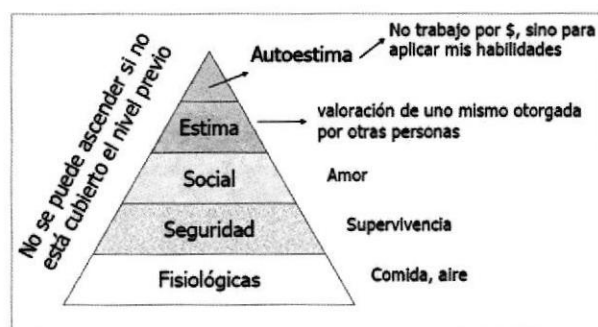 No se puede ascender si no
está cubierto el nivel previo
Autoestima
No trabajo por $, sino para
aplicar mis habilidades
Estima
valoración de uno mismo otorgada
por otras personas
Social
Amor
Seguridad
Supervivencia
Fisiológicas
Comida, aire